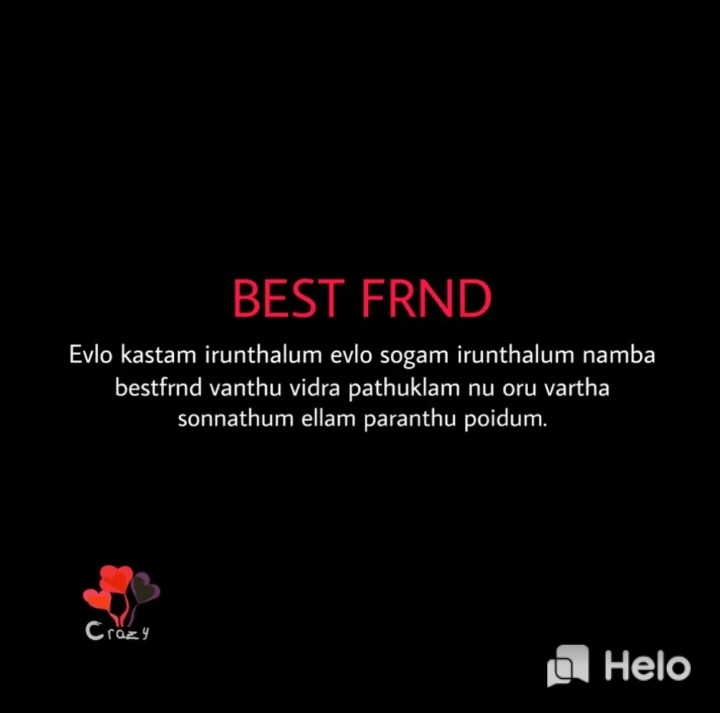 BEST FRND
Evlo kastam irunthalum evlo sogam irunthalum namba
bestfrnd vanthu vidra pathuklam nu oru vartha
sonnathum ellam paranthu poidum.
Crazy
Helo